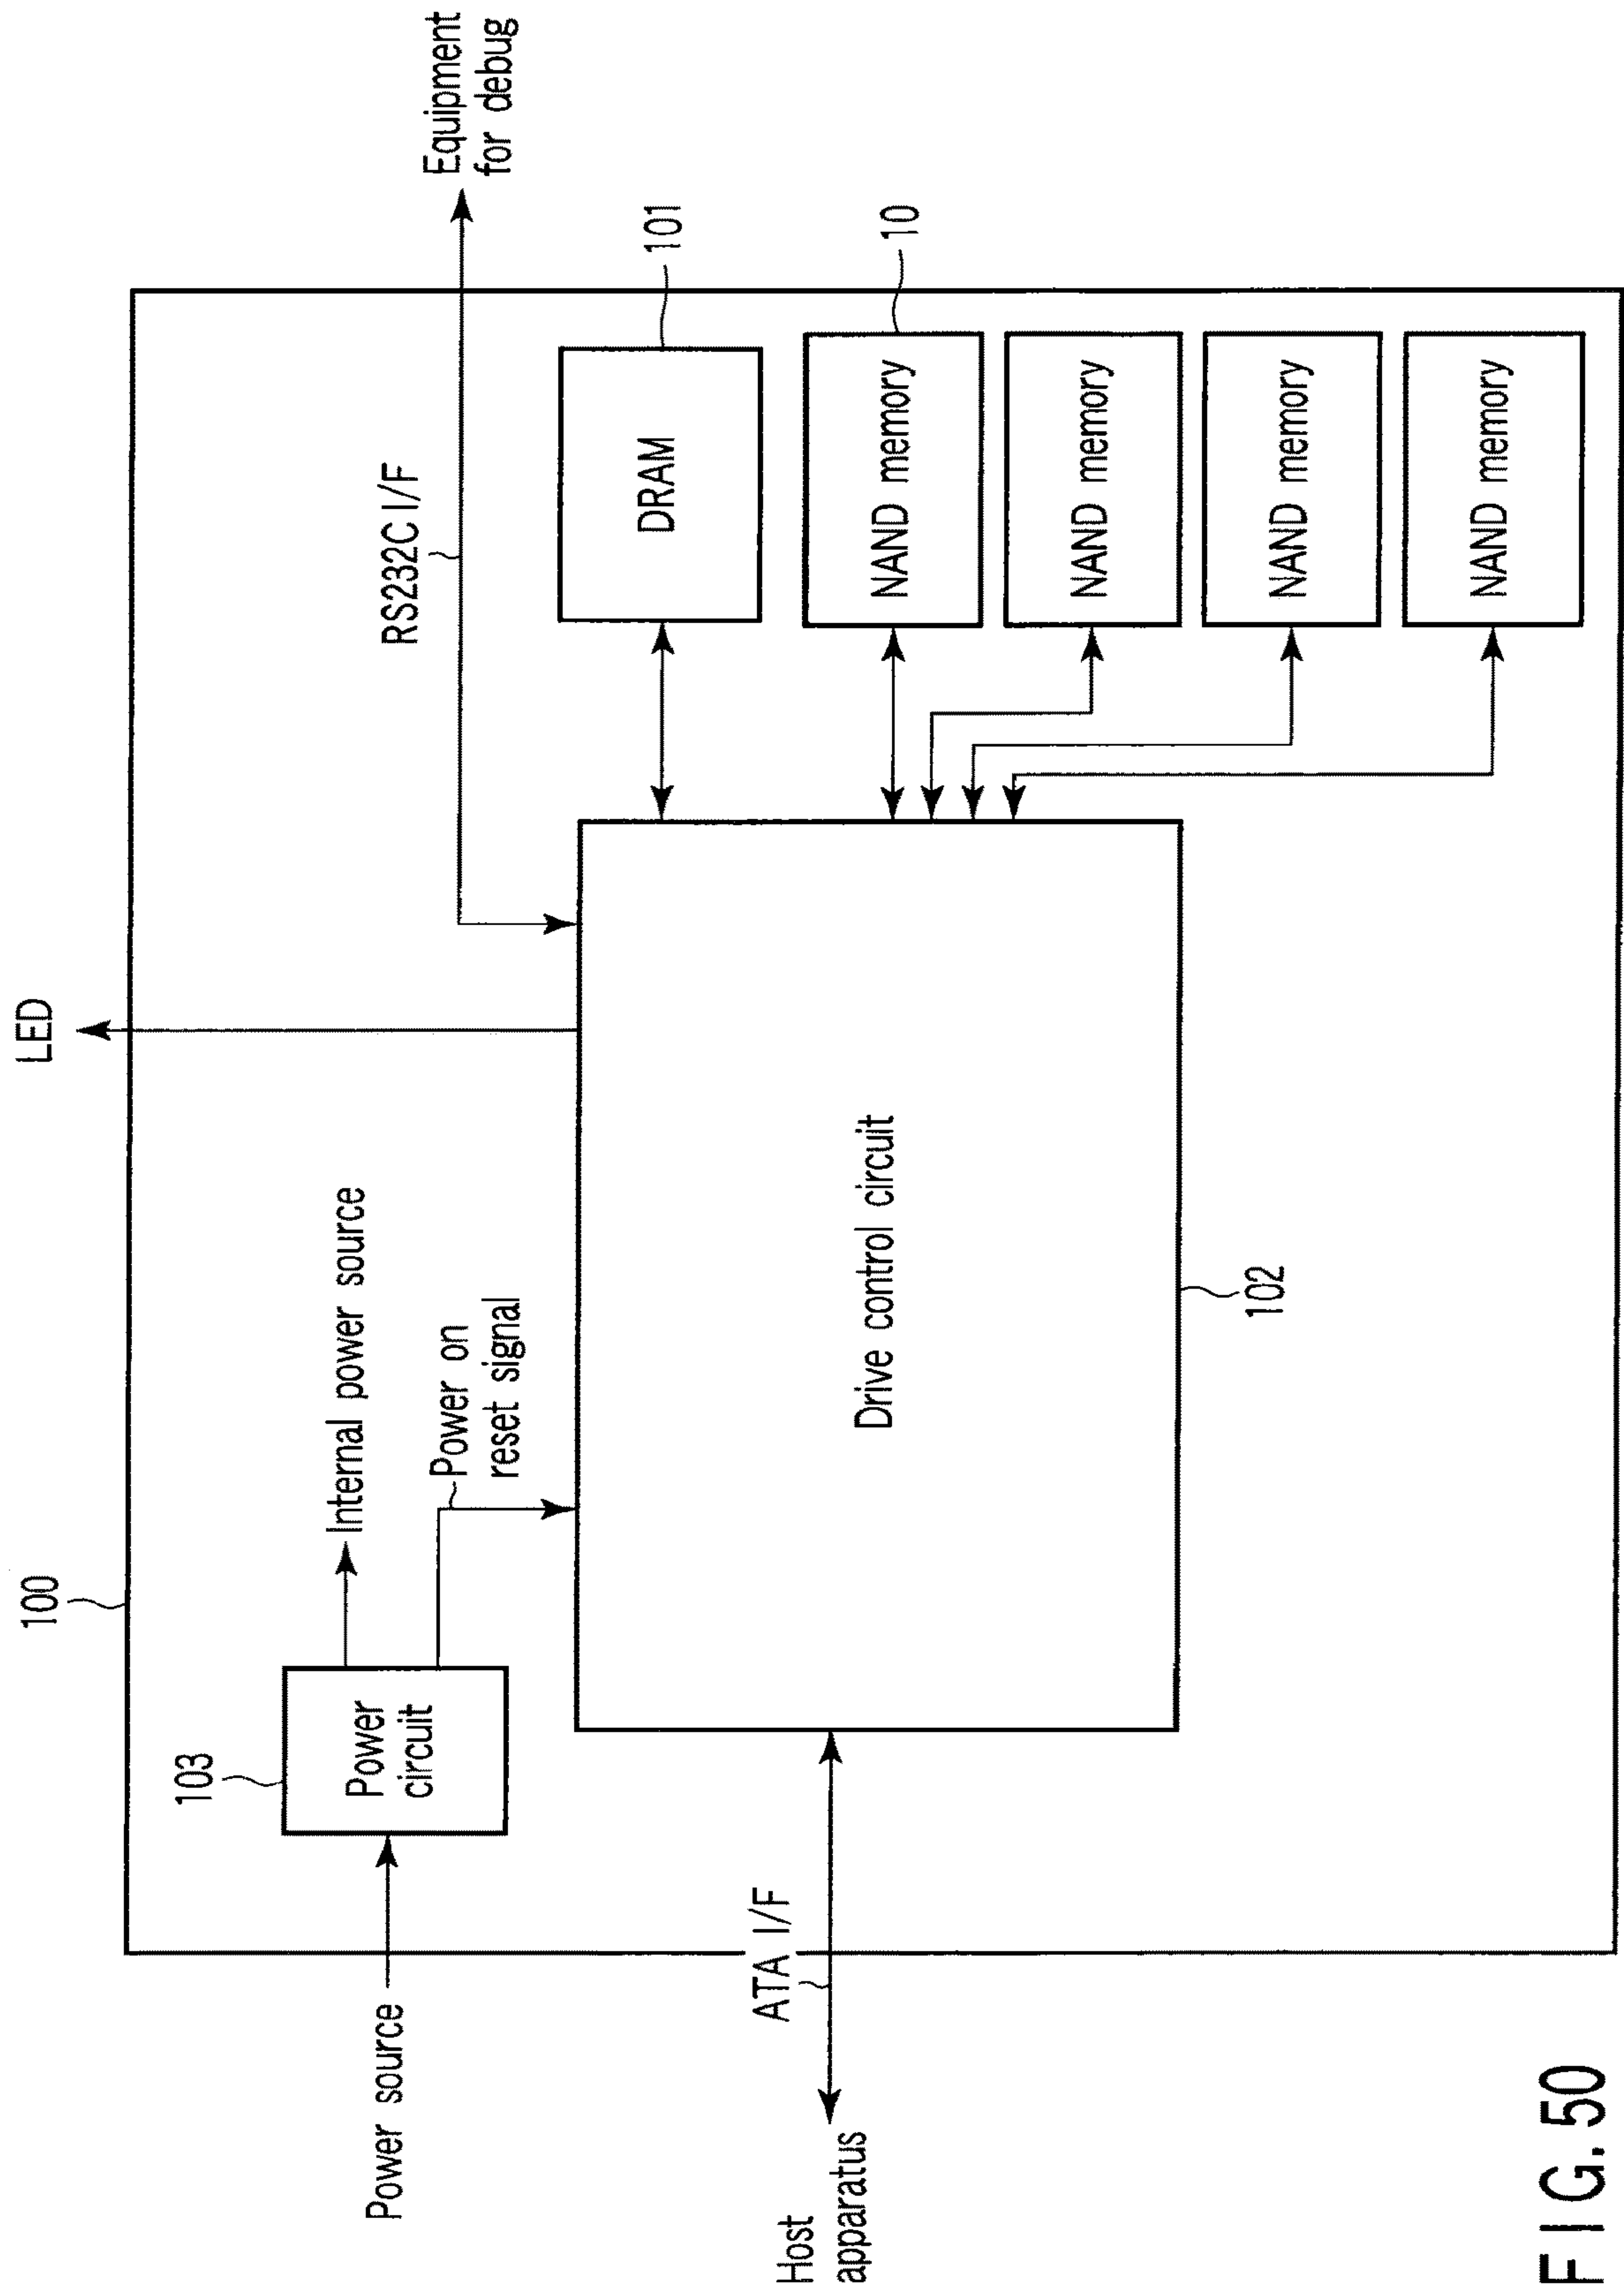 LED
100
Equipment
for debug
RS232C I/F
103
Internal power source
Power on
reset signal
Power
circuit
Power source
DRAM
101
NAND memory
10
NAND memory
NAND memory
NAND memory
Drive control circuit
102
ATA I/F
Host
apparatus
FIG. 50